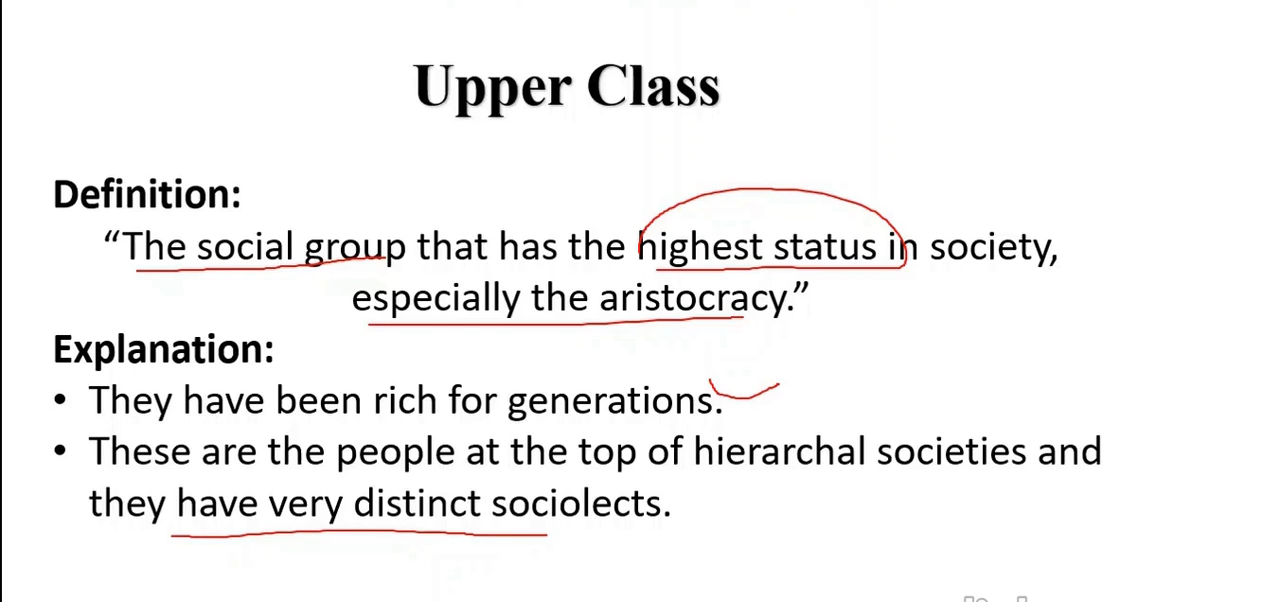 Upper Class
Definition:
“The social group that has the highest status in society,
especially the aristocracy.”
Explanation:
• They have been rich for generations.
• These are the people at the top of hierarchal societies and
they have very distinct sociolects.